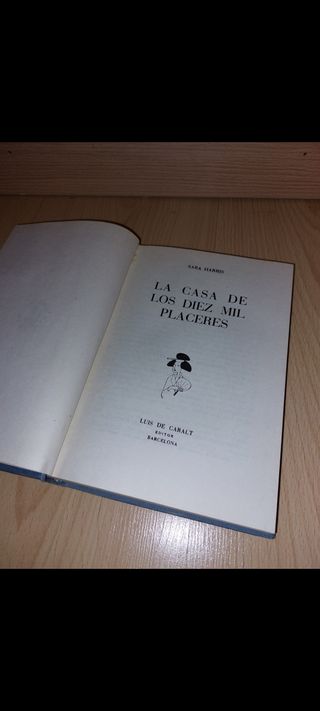 SARA HARRIS
LA CASA DE
LOS DIEZ MIL
PLACERES
LUIS DE CARALT
EDITOR
BARCELONA